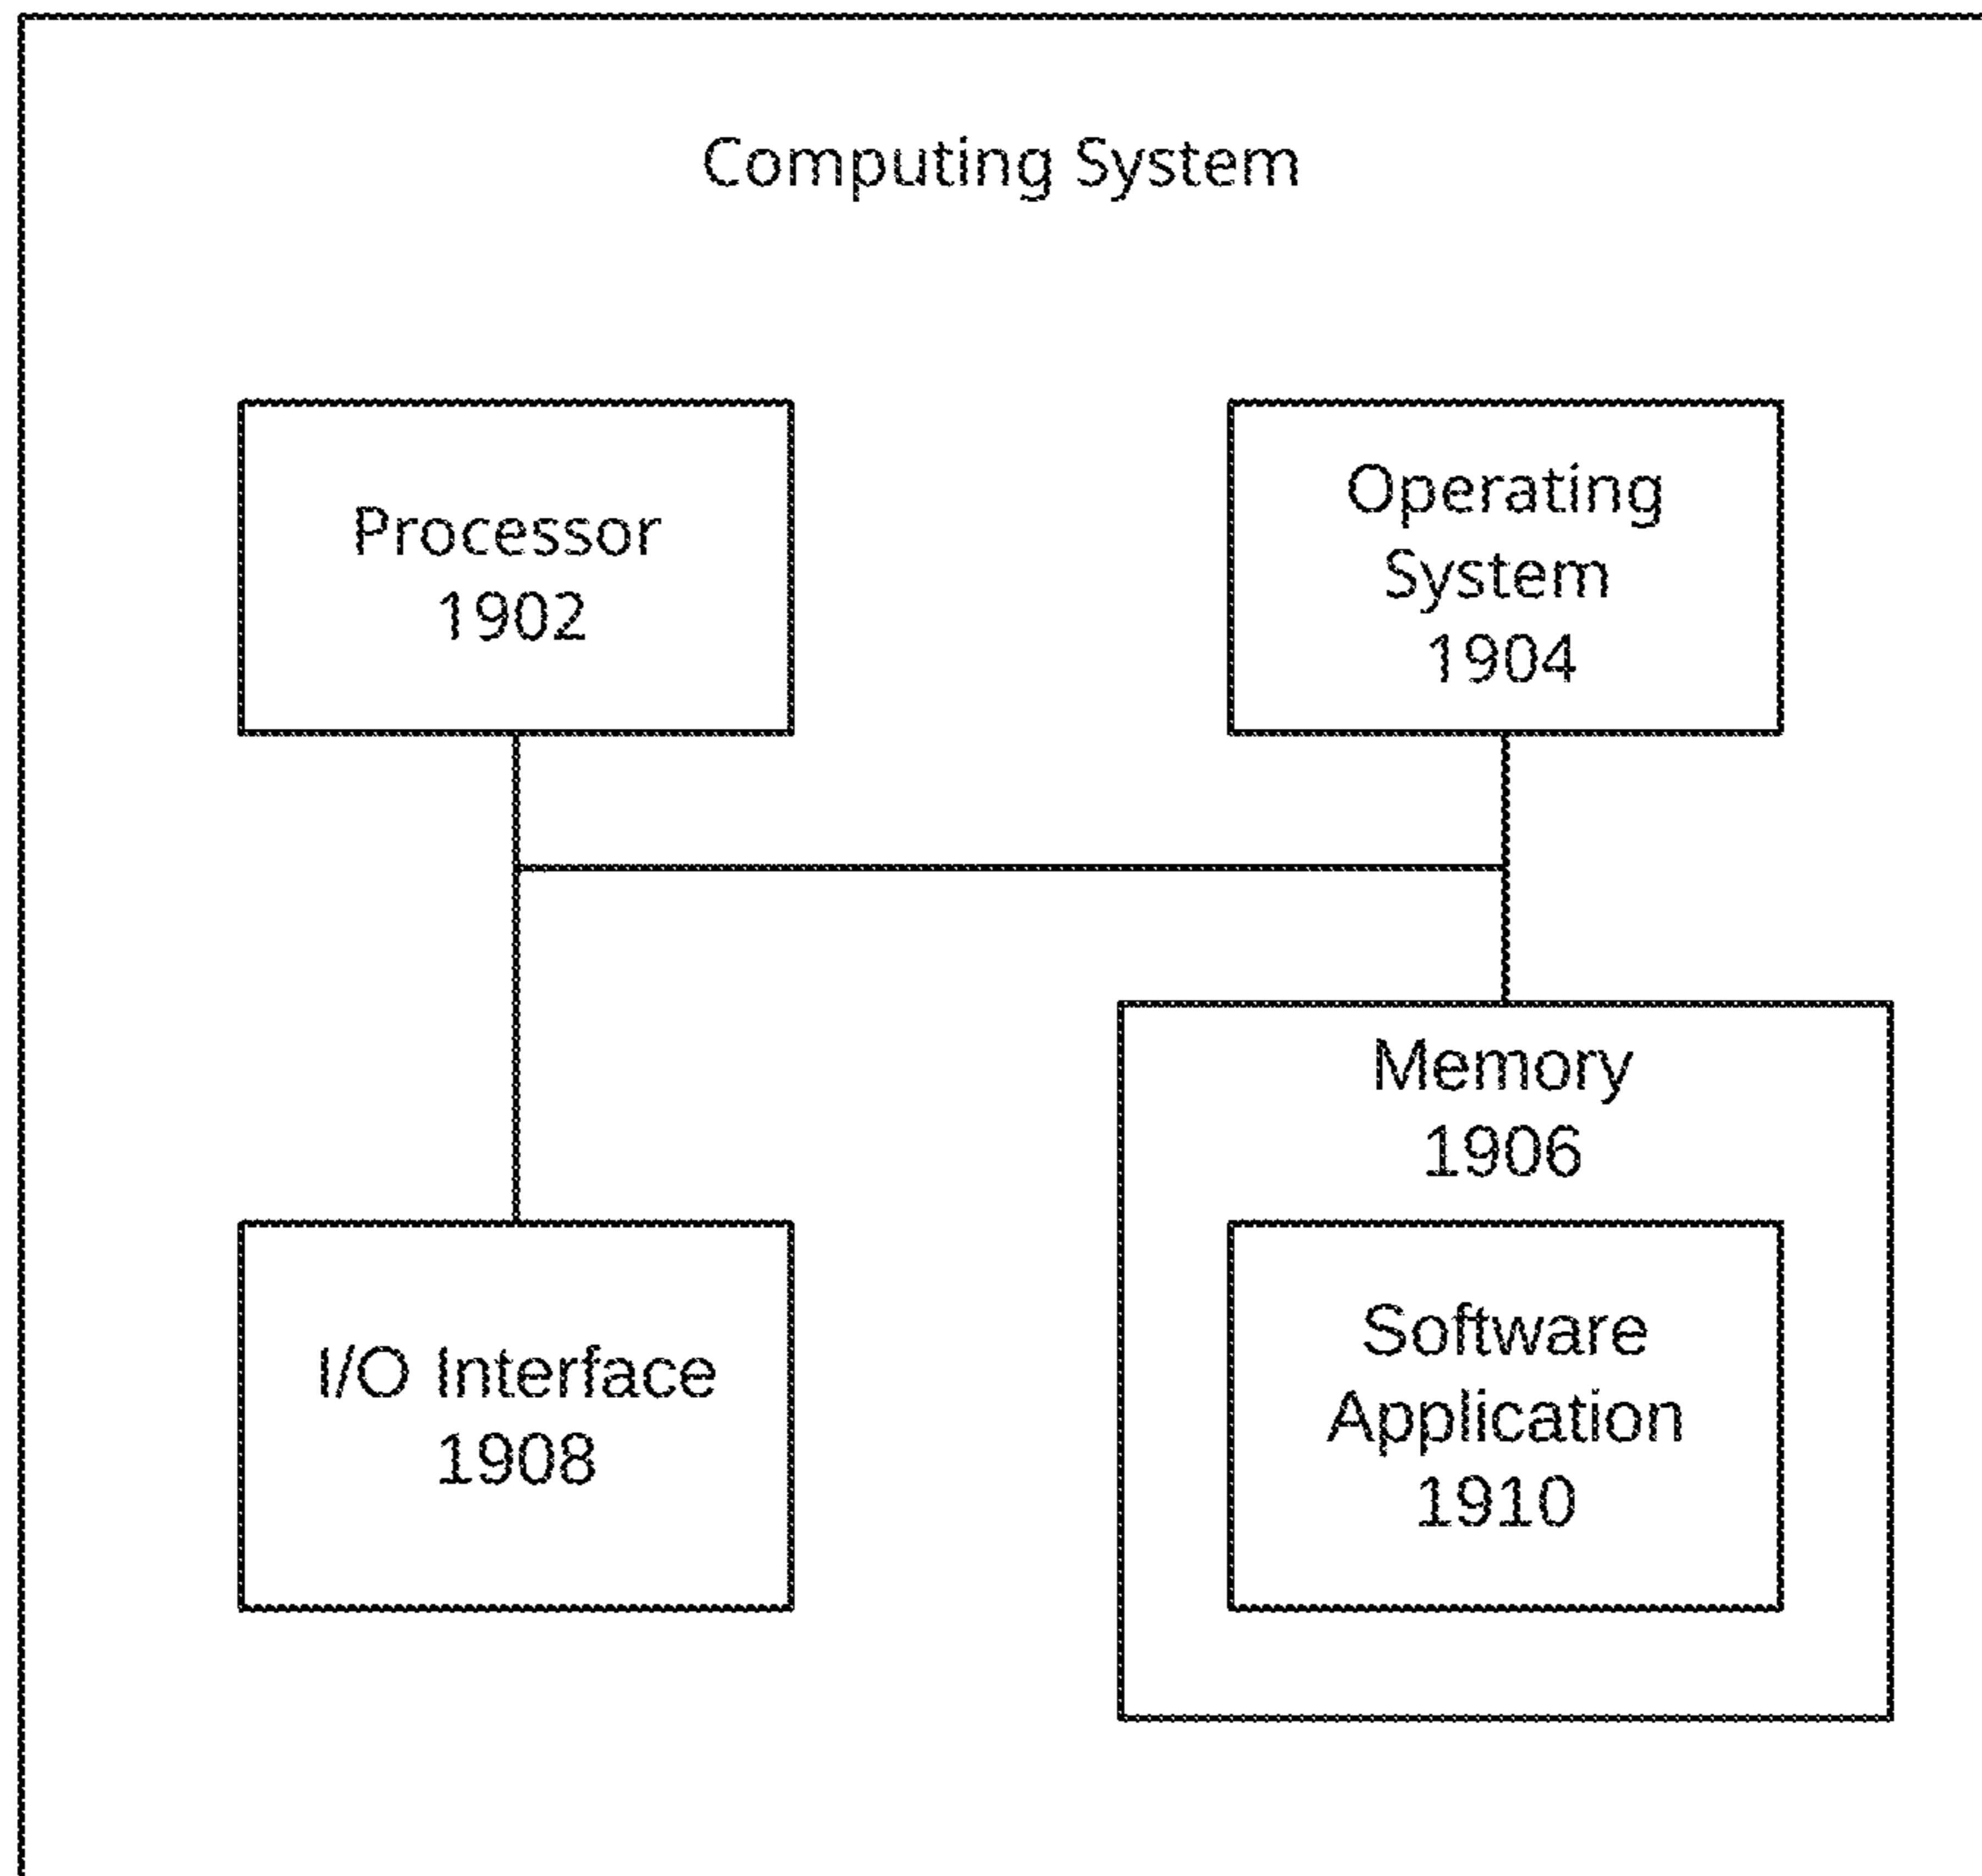 Computing System
Processor
1902
Operating
System
1904
Memory
1906
I/O Interface
1908
Software
Application
1910